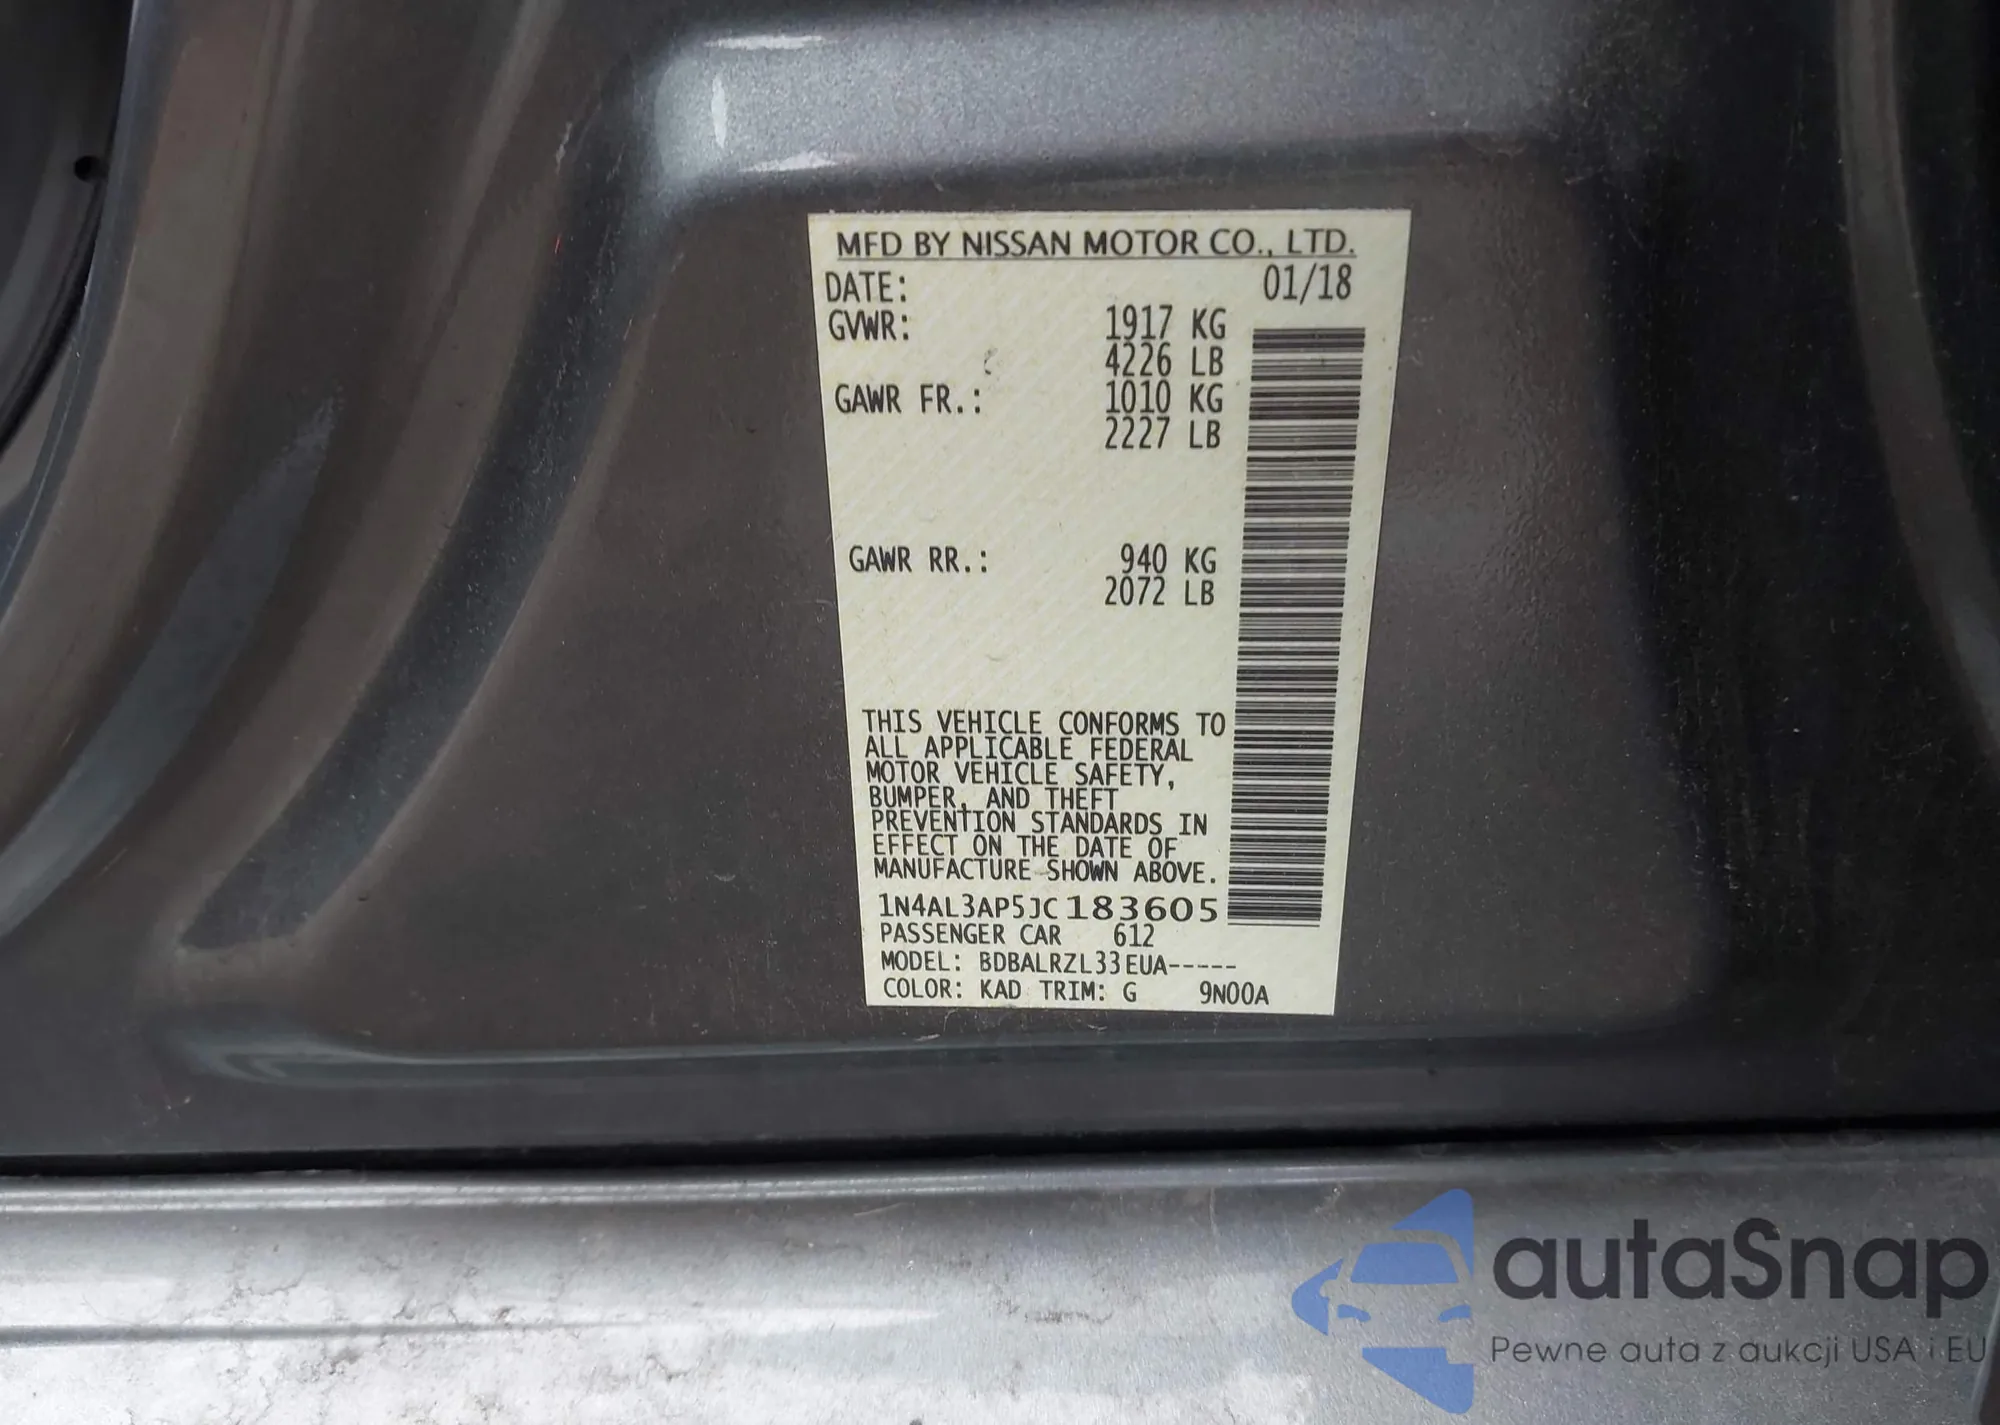 MFD BY NISSAN MOTOR CO., LTD.
DATE: 01/18
GVWR: 1917 KG
4226 LB
GAWR FR.: 1010 KG
2227 LB
GAWR RR.: 940 KG
2072 LB
THIS VEHICLE CONFORMS TO
ALL APPLICABLE FEDERAL
MOTOR VEHICLE SAFETY,
BUMPER, AND THEFT
PREVENTION STANDARDS IN
EFFECT ON THE DATE OF
MANUFACTURE SHOWN ABOVE.
1N4AL3AP5JC183605
PASSENGER CAR 612
MODEL: BDBALRZL33EUA-----
COLOR: KAD TRIM: G 9N00A
autaSnap
Pewne auta z aukcji USA i EU